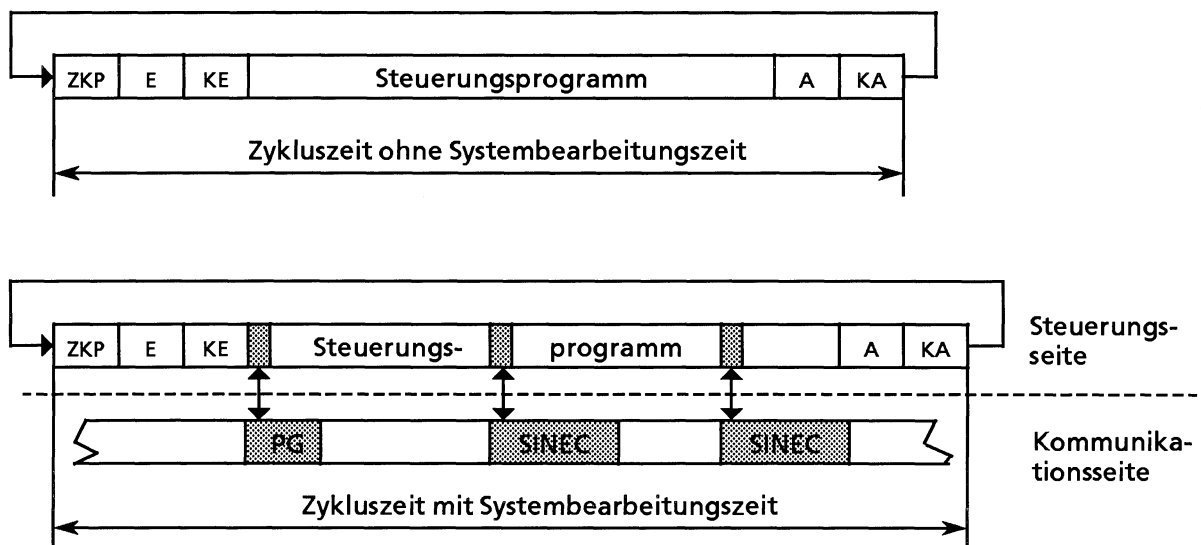 ZKP E KE Steuerungsprogramm A KA
Zykluszeit ohne Systembearbeitungszeit
ZKP E KE Steuerungs- programm A KA
Steuerungs-
seite
PG SINEC SINEC
Kommunika-
tionsseite
Zykluszeit mit Systembearbeitungszeit